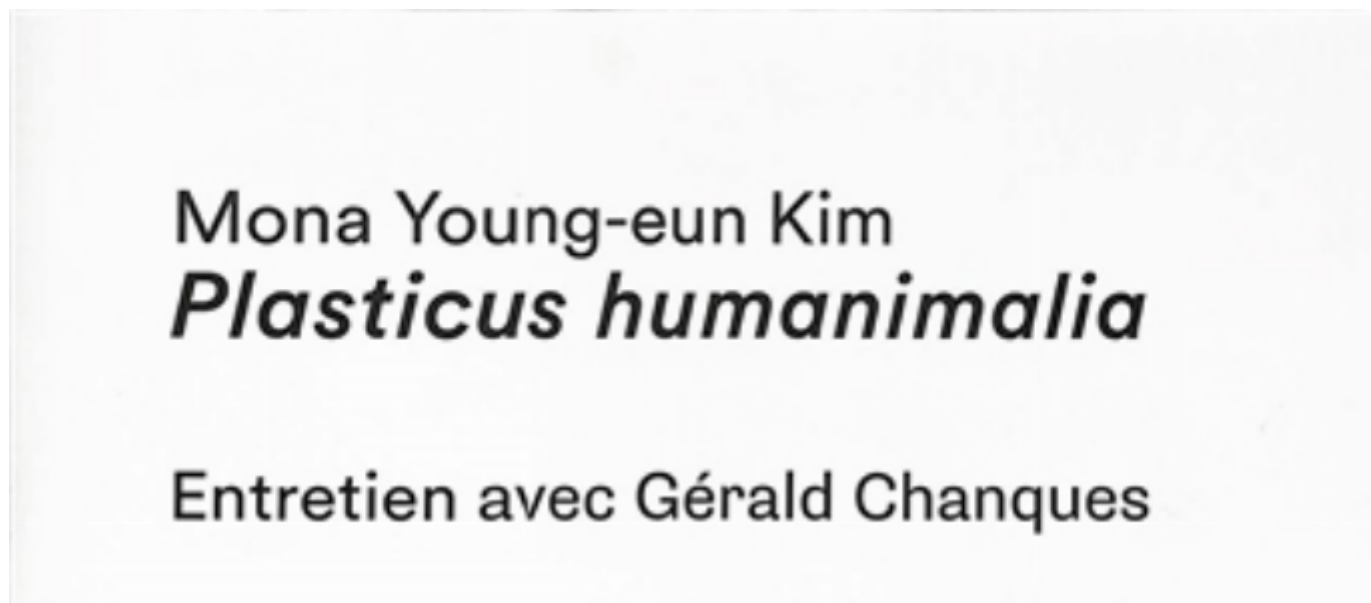 Mona Young-eun Kim
Plasticus humanimalia
Entretien avec Gérald Chanques